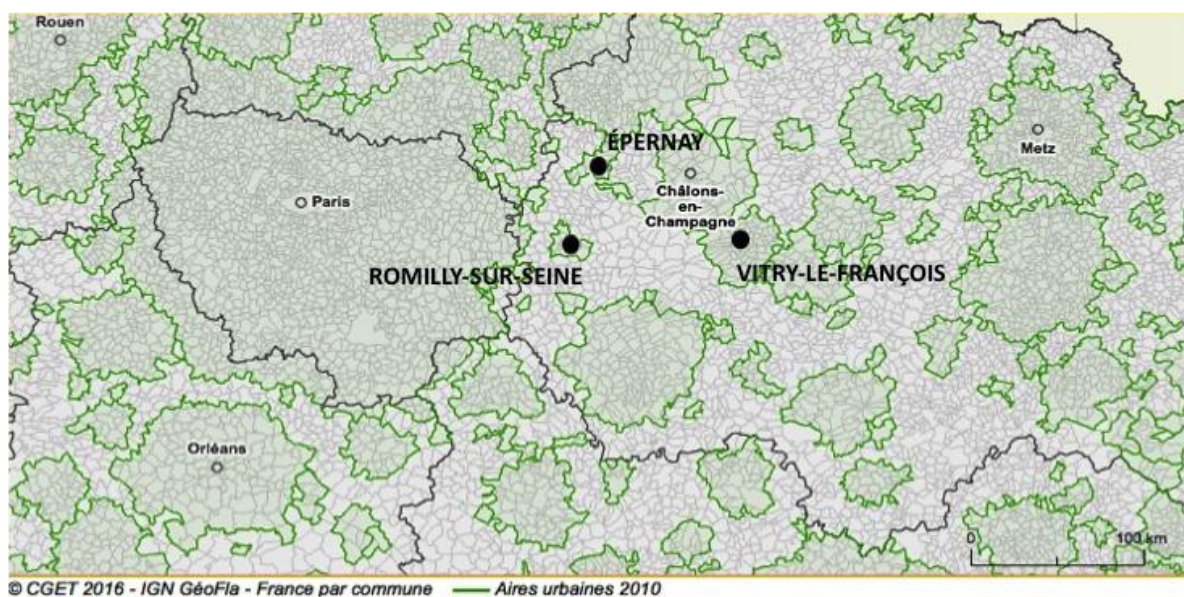 Rouen
ÉPERNAY
Metz
Châlons-
en-
Champagne
Paris
ROMILLY-SUR-SEINE
VITRY-LE-FRANÇOIS
Orléans
0
100 km
© CGET 2016 - IGN GéoFla - France par commune
Aires urbaines 2010